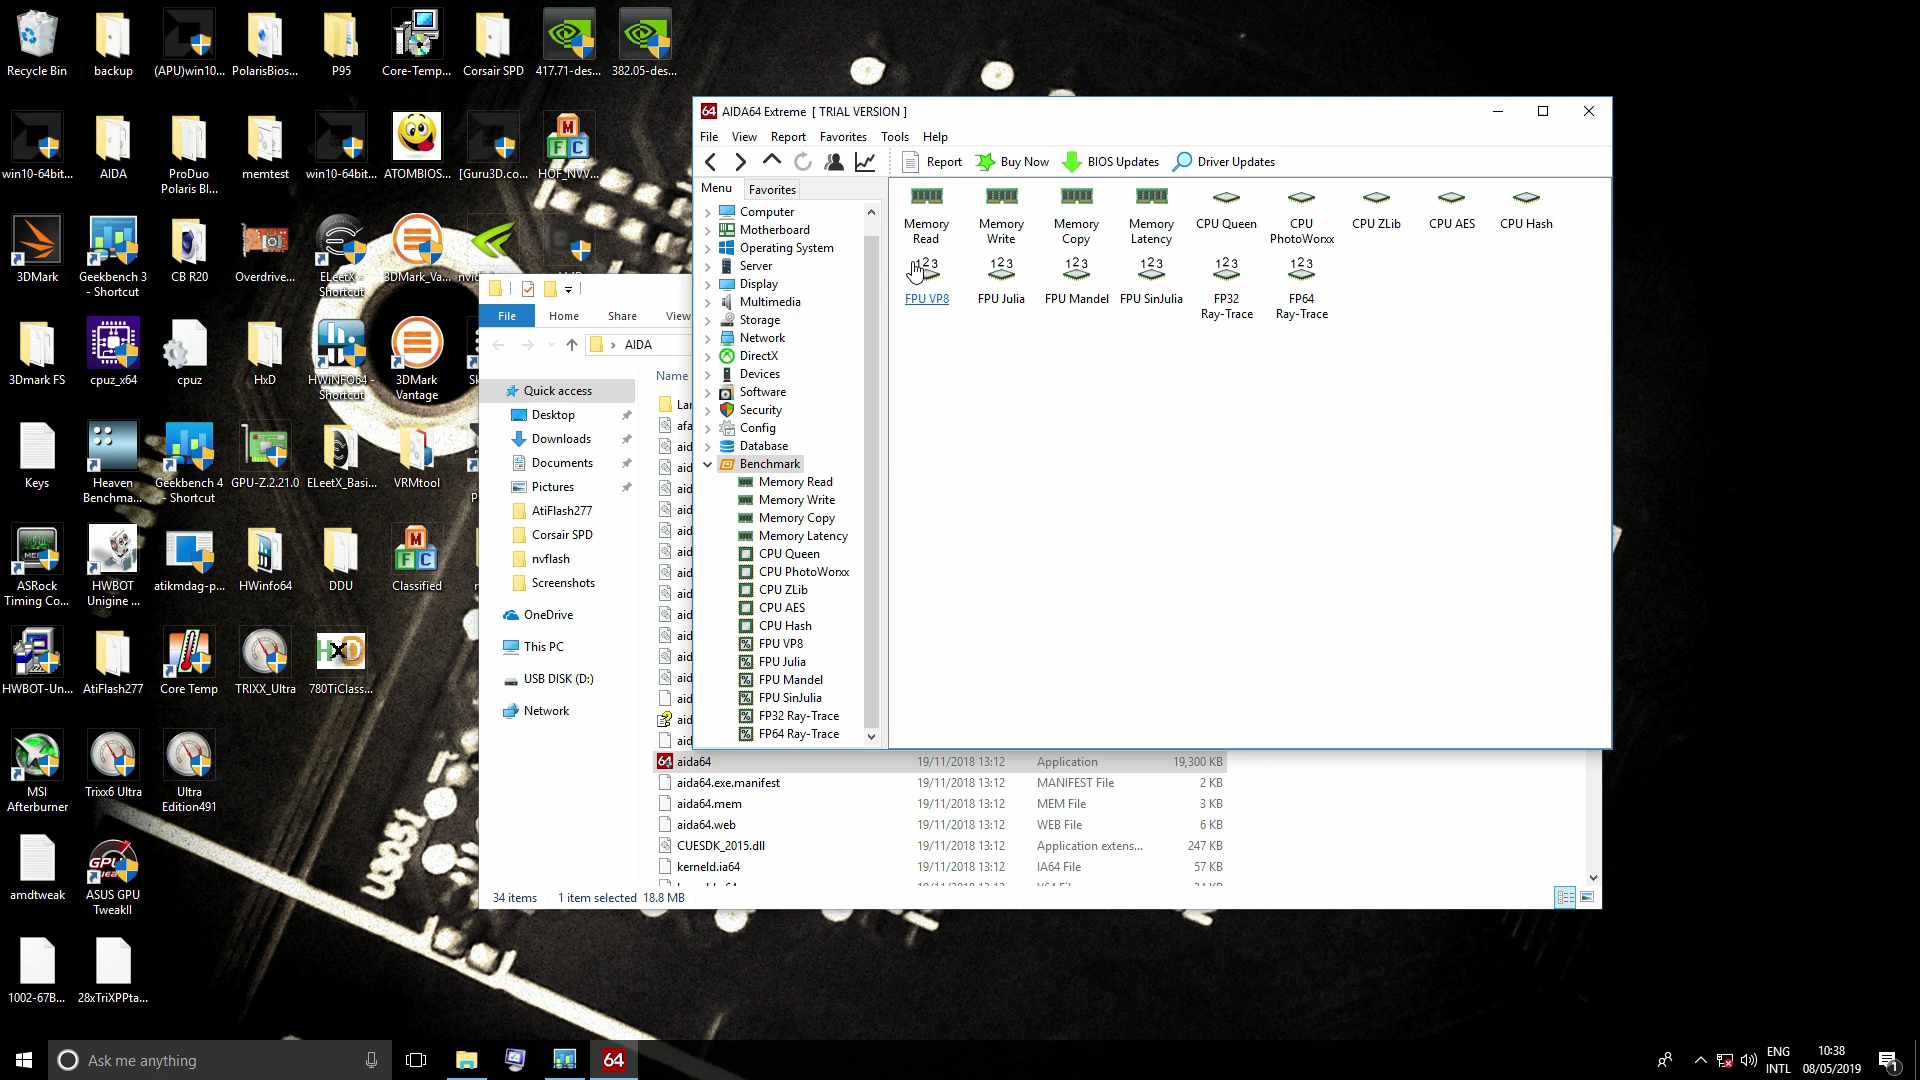 Recycle Bin
backup
(APU)win10...
PolarisBios...
P95
Core-Temp...
Corsair SPD
417.71-des...
382.05-des...
win10-64bit...
AIDA
ProDuo
Polaris Bl...
memtest
win10-64bit...
ATOMBIOS...
[Guru3D.co...
HOF_NVV...
3DMark
Geekbench 3
- Shortcut
CB R20
Overdrive...
ELeetX -
Shortcut
3DMark_Va...
3Dmark FS
cpuz_x64
cpuz
HxD
HWiNFO64 -
Shortcut
3DMark
Vantage
Keys
Heaven
Benchma...
Geekbench 4
- Shortcut
GPU-Z.2.21.0
ELeetX_Basi...
VRMtool
ASRock
Timing Co...
HWBOT
Unigine ...
atikmdag-p...
HWinfo64
DDU
Classified
HWBOT-Un...
AtiFlash277
Core Temp
TRIXX_Ultra
780TiClass...
MSI
Afterburner
Trixx6 Ultra
Ultra
Edition491
amdtweak
ASUS GPU
TweakII
1002-67B...
28xTriXPPta...
64 AIDA64 Extreme [ TRIAL VERSION ]
File View Report Favorites Tools Help
Report Buy Now BIOS Updates Driver Updates
Menu Favorites
Computer
Motherboard
Operating System
Server
Display
Multimedia
Storage
Network
DirectX
Devices
Software
Security
Config
Database
Benchmark
Memory Read
Memory Write
Memory Copy
Memory Latency
CPU Queen
CPU PhotoWorxx
CPU ZLib
CPU AES
CPU Hash
FPU VP8
FPU Julia
FPU Mandel
FPU SinJulia
FP32 Ray-Trace
FP64 Ray-Trace
Memory
Read
Memory
Write
Memory
Copy
Memory
Latency
CPU Queen
CPU
PhotoWorxx
CPU ZLib
CPU AES
CPU Hash
123 123 123 123 123 123
FPU VP8
FPU Julia
FPU Mandel
FPU SinJulia
FP32
Ray-Trace
FP64
Ray-Trace
File Home Share View
AIDA
Name
Quick access
Desktop
Downloads
Documents
Pictures
AtiFlash277
Corsair SPD
nvflash
Screenshots
OneDrive
This PC
USB DISK (D:)
Network
aida64 19/11/2018 13:12 Application 19,300 KB
aida64.exe.manifest 19/11/2018 13:12 MANIFEST File 2 KB
aida64.mem 19/11/2018 13:12 MEM File 3 KB
aida64.web 19/11/2018 13:12 WEB File 6 KB
CUESDK_2015.dll 19/11/2018 13:12 Application extens... 247 KB
kerneld.ia64 19/11/2018 13:12 IA64 File 57 KB
34 items 1 item selected 18.8 MB
Ask me anything
64
ENG
INTL
10:38
08/05/2019
1